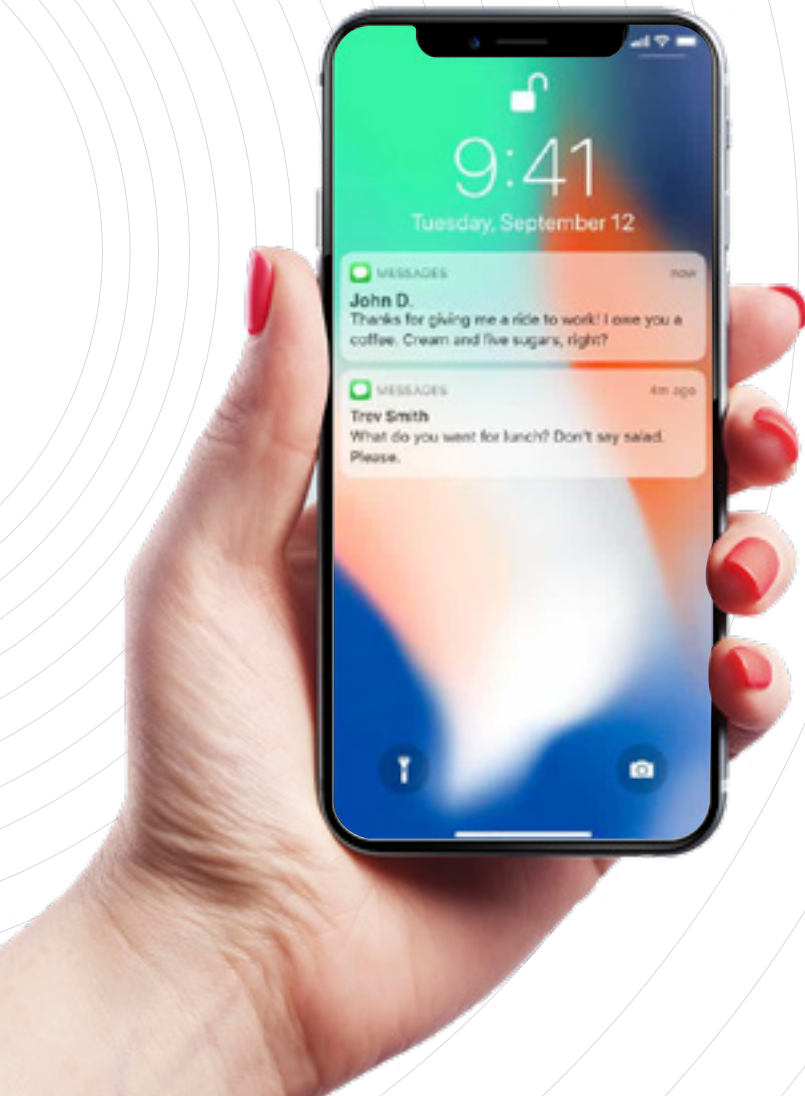 9:41
Tuesday, September 12
MESSAGES
now
John D.
Thanks for giving me a ride to work! I owe you a
coffee. Cream and five sugars, right?
MESSAGES
4m ago
Trev Smith
What do you want for lunch? Don't say salad.
Please.